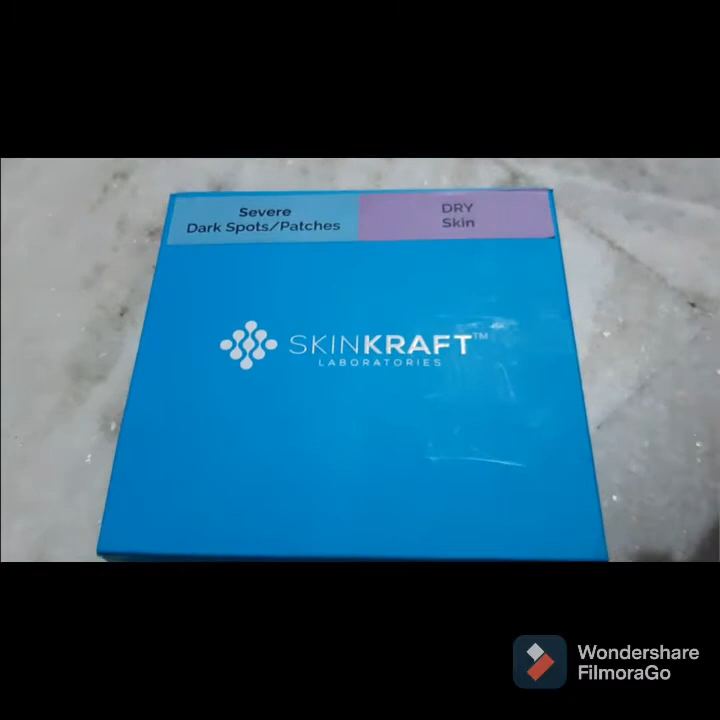 Severe
Dark Spots/Patches
DRY
Skin
SKINKRAFT™
LABORATORIES
Wondershare
FilmoraGo